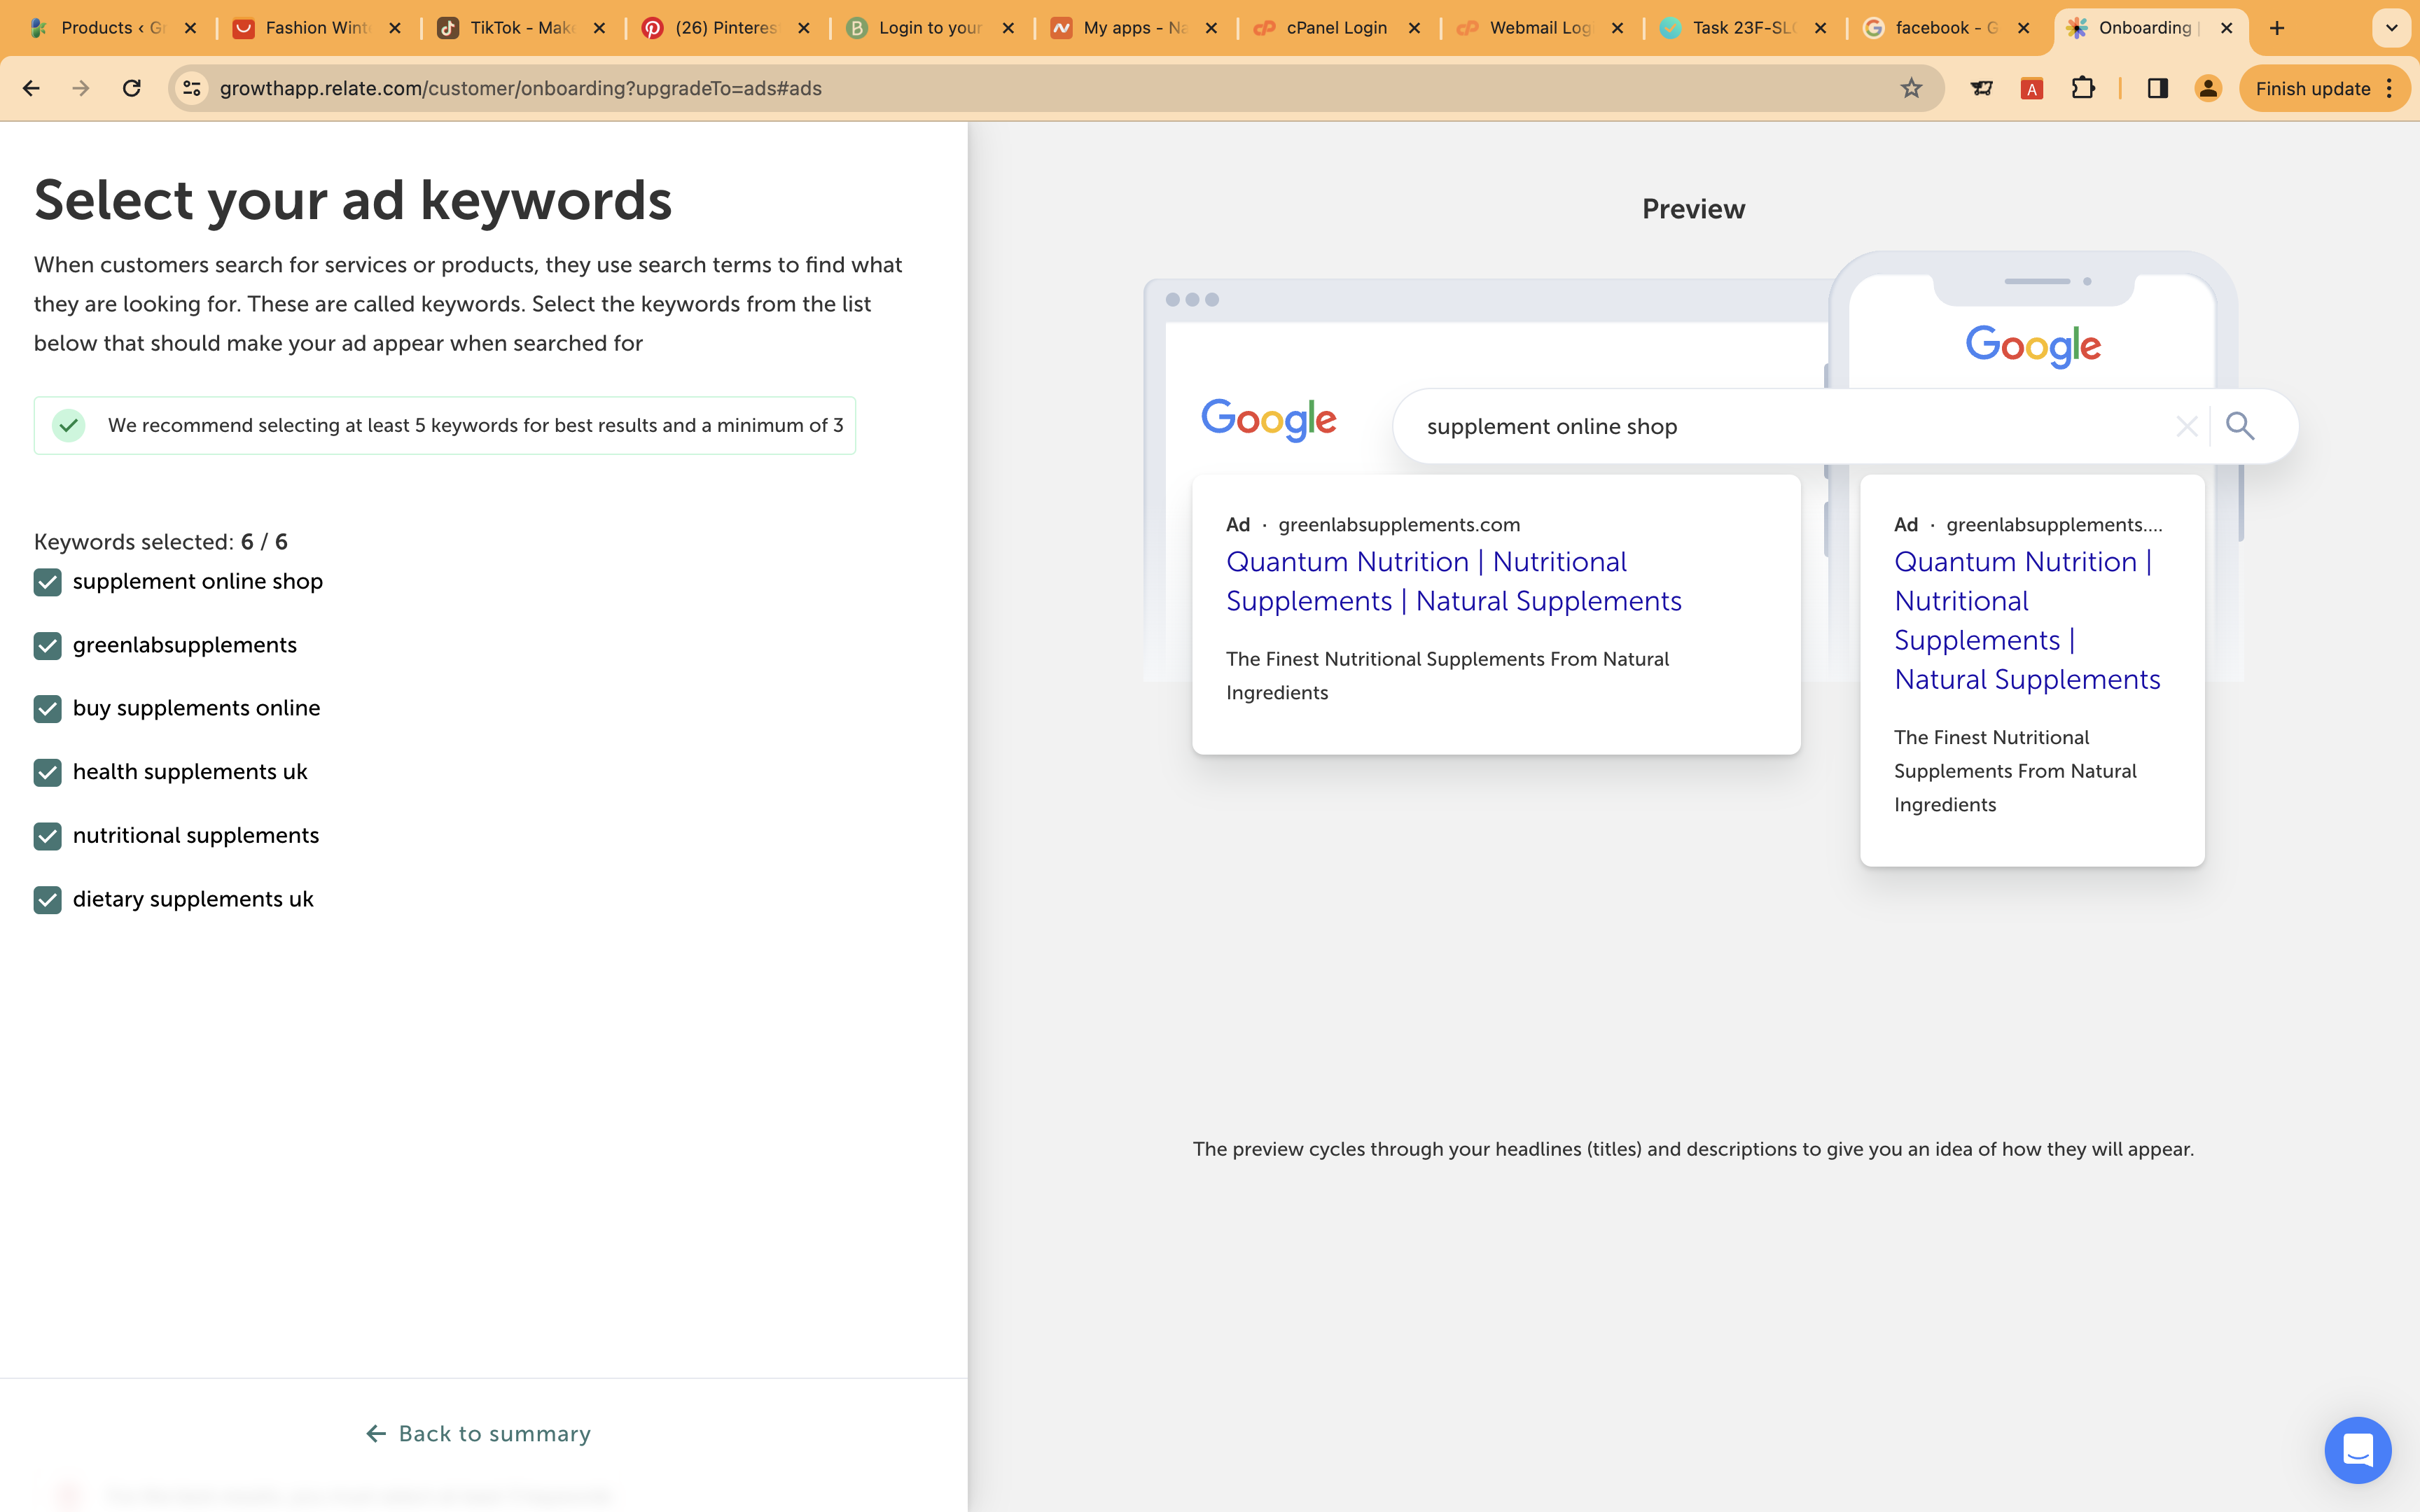 Products ‹ Gr
Fashion Wint
TikTok - Make
(26) Pinteres
Login to your
My apps - Na
cPanel Login
Webmail Log
Task 23F-SL
facebook - G
Onboarding |
growthapp.relate.com/customer/onboarding?upgradeTo=ads#ads
A
Finish update
Select your ad keywords
When customers search for services or products, they use search terms to find what
they are looking for. These are called keywords. Select the keywords from the list
below that should make your ad appear when searched for
We recommend selecting at least 5 keywords for best results and a minimum of 3
Keywords selected: 6 / 6
supplement online shop
greenlabsupplements
buy supplements online
health supplements uk
nutritional supplements
dietary supplements uk
Back to summary
Preview
Google
Google
supplement online shop
Ad · greenlabsupplements.com
Quantum Nutrition | Nutritional
Supplements | Natural Supplements
The Finest Nutritional Supplements From Natural
Ingredients
Ad · greenlabsupplements....
Quantum Nutrition |
Nutritional
Supplements |
Natural Supplements
The Finest Nutritional
Supplements From Natural
Ingredients
The preview cycles through your headlines (titles) and descriptions to give you an idea of how they will appear.